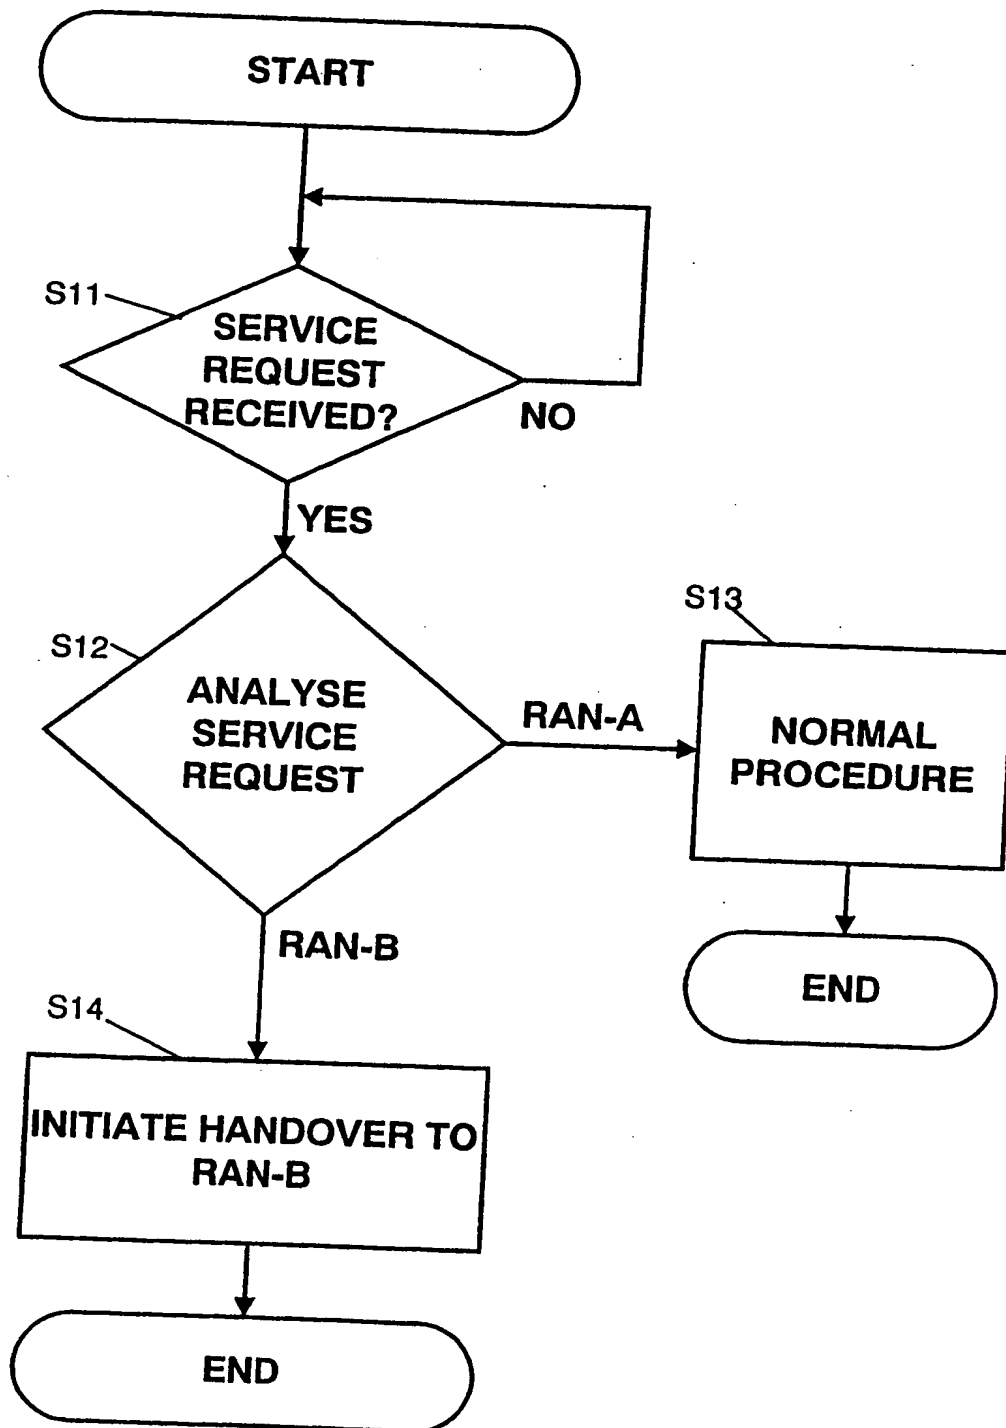 START
S11
SERVICE
REQUEST
RECEIVED?
NO
YES
S12
ANALYSE
SERVICE
REQUEST
RAN-A
S13
NORMAL
PROCEDURE
END
RAN-B
S14
INITIATE HANDOVER TO
RAN-B
END